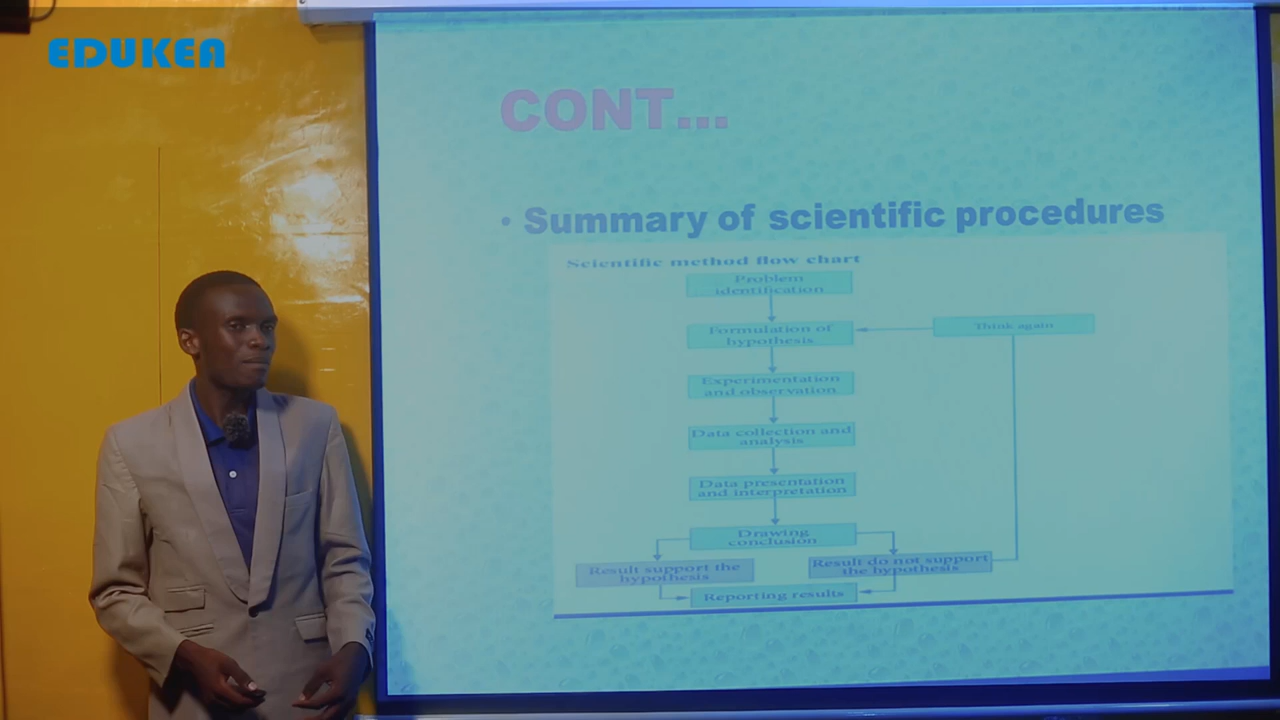 EDUKEA
CONT...
• Summary of scientific procedures
Scientific method flow chart
Problem
identification
Formulation of
hypothesis
Think again
Experimentation
and observation
Data collection and
analysis
Data presentation
and interpretation
Drawing
conclusion
Result support the
hypothesis
Result do not support
the hypothesis
Reporting results